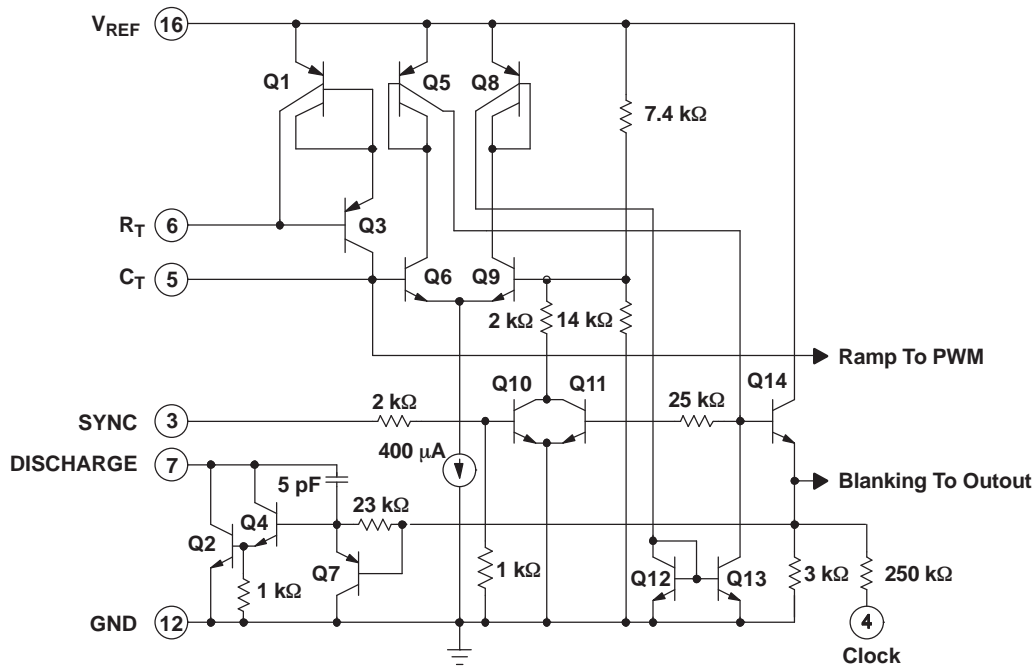 VREF 16
Q1
Q5
Q8
7.4 kΩ
RT 6
Q3
CT 5
Q6
Q9
2 kΩ
14 kΩ
Ramp To PWM
Q10
Q11
Q14
SYNC 3
2 kΩ
25 kΩ
400 µA
DISCHARGE 7
5 pF
Blanking To Outout
23 kΩ
Q4
Q2
Q7
1 kΩ
1 kΩ
Q12
Q13
3 kΩ
250 kΩ
GND 12
4
Clock